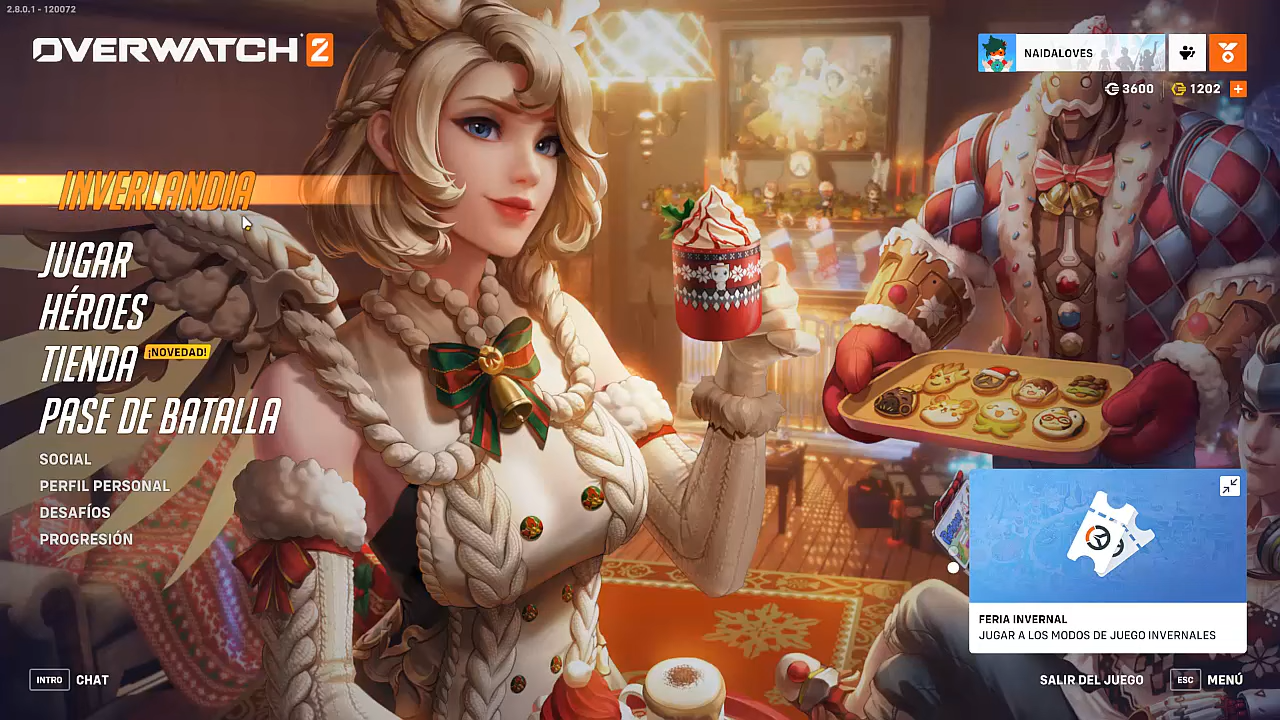 2.8.0.1 - 120072
OVERWATCH 2
NAIDALOVES
3600
1202
INVERLANDIA
JUGAR
HÉROES
TIENDA
¡NOVEDAD!
PASE DE BATALLA
SOCIAL
PERFIL PERSONAL
DESAFÍOS
PROGRESIÓN
FERIA INVERNAL
JUGAR A LOS MODOS DE JUEGO INVERNALES
INTRO CHAT
SALIR DEL JUEGO
ESC MENÚ